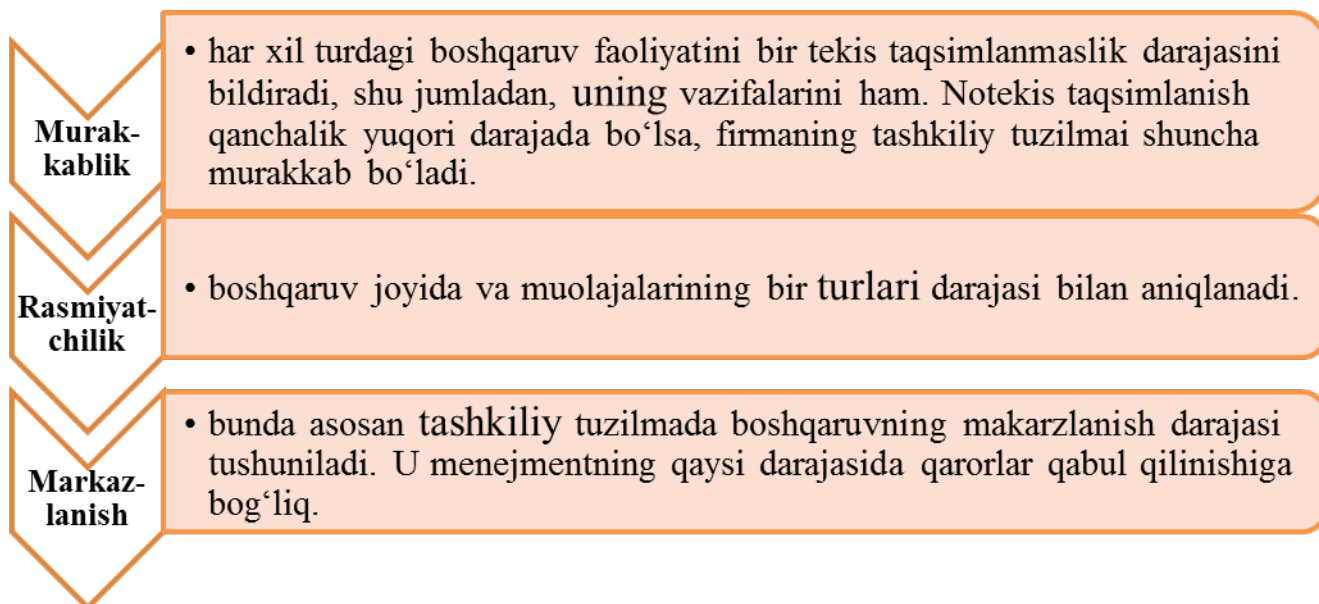 Murak-
kablik
• har xil turdagi boshqaruv faoliyatini bir tekis taqsimlanmaslik darajasini
bildiradi, shu jumladan, uning vazifalarini ham. Notekis taqsimlanish
qanchalik yuqori darajada bo‘lsa, firmaning tashkiliy tuzilmai shuncha
murakkab bo‘ladi.
Rasmiyat-
chilik
• boshqaruv joyida va muolajalarining bir turlari darajasi bilan aniqlanadi.
Markaz-
lanish
• bunda asosan tashkiliy tuzilmada boshqaruvning makarzlanish darajasi
tushuniladi. U menejmentning qaysi darajasida qarorlar qabul qilinishiga
bog‘liq.